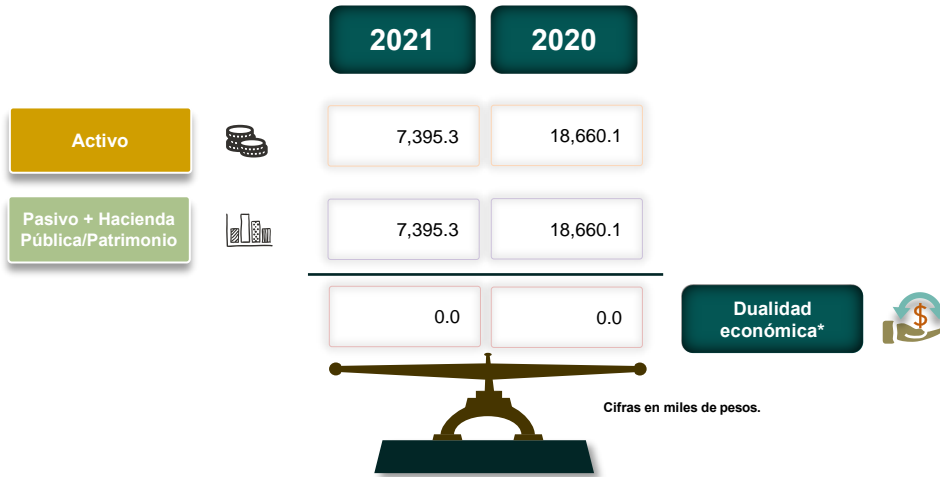 2021 2020
Activo 7,395.3 18,660.1
Pasivo + Hacienda
Pública/Patrimonio 7,395.3 18,660.1
0.0 0.0
Dualidad
económica*
$
Cifras en miles de pesos.